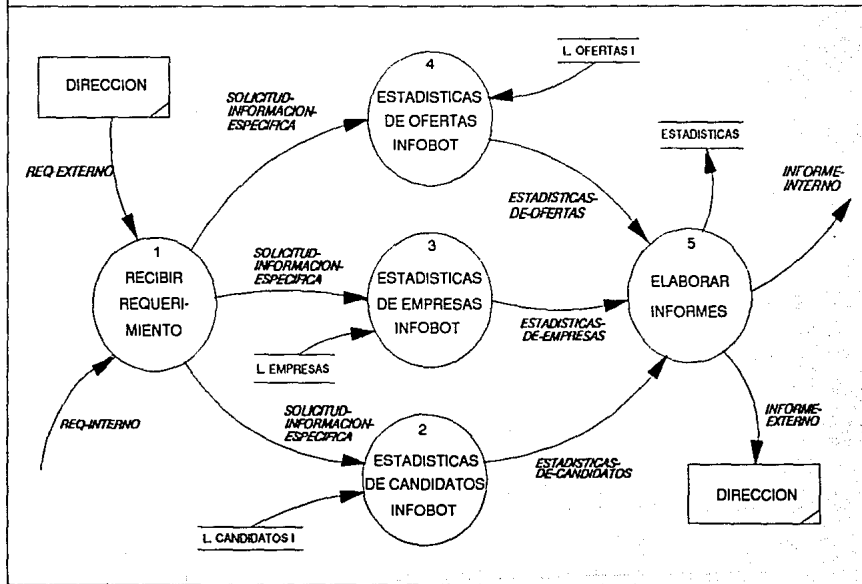 L. OFERTAS I
4
ESTADISTICAS
DE OFERTAS
INFOBOT
DIRECCION
SOLICITUD-
INFORMACION-
ESPECIFICA
ESTADISTICAS
REQ-EXTERNO
INFORME-
INTERNO
ESTADISTICAS-
DE-OFERTAS
1
RECIBIR
REQUERI-
MIENTO
SOLICITUD-
INFORMACION-
ESPECIFICA
3
ESTADISTICAS
DE EMPRESAS
INFOBOT
5
ELABORAR
INFORMES
ESTADISTICAS-
DE-EMPRESAS
L. EMPRESAS
REQ-INTERNO
SOLICITUD-
INFORMACION-
ESPECIFICA
2
ESTADISTICAS
DE CANDIDATOS
INFOBOT
ESTADISTICAS-
DE-CANDIDATOS
INFORME-
EXTERNO
DIRECCION
L. CANDIDATOS I